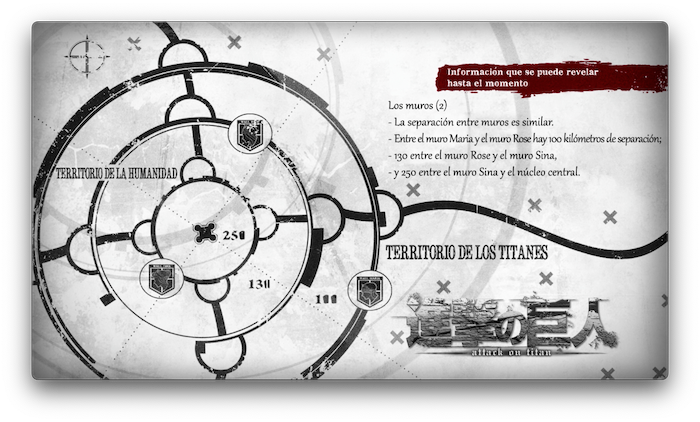 Información que se puede revelar
hasta el momento
Los muros (2)
- La separación entre muros es similar.
- Entre el muro Maria y el muro Rose hay 100 kilómetros de separación;
- 130 entre el muro Rose y el muro Sina,
- y 250 entre el muro Sina y el núcleo central.
TERRITORIO DE LA HUMANIDAD
250
130
100
TERRITORIO DE LOS TITANES
進撃の巨人
attack on titan